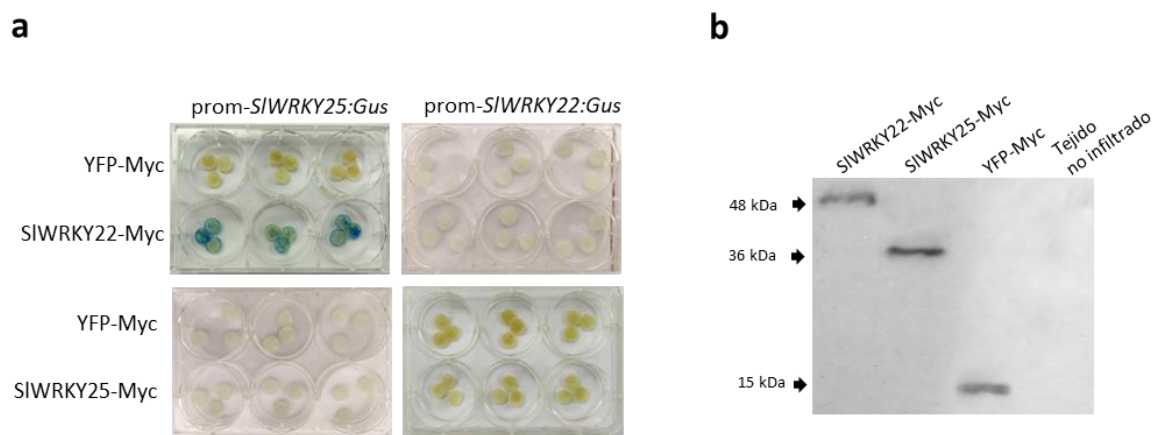 a
prom-SlWRKY25:Gus
prom-SlWRKY22:Gus
YFP-Myc
SlWRKY22-Myc
YFP-Myc
SlWRKY25-Myc
b
SlWRKY22-Myc
SlWRKY25-Myc
YFP-Myc
Tejido
no infiltrado
48 kDa
36 kDa
15 kDa